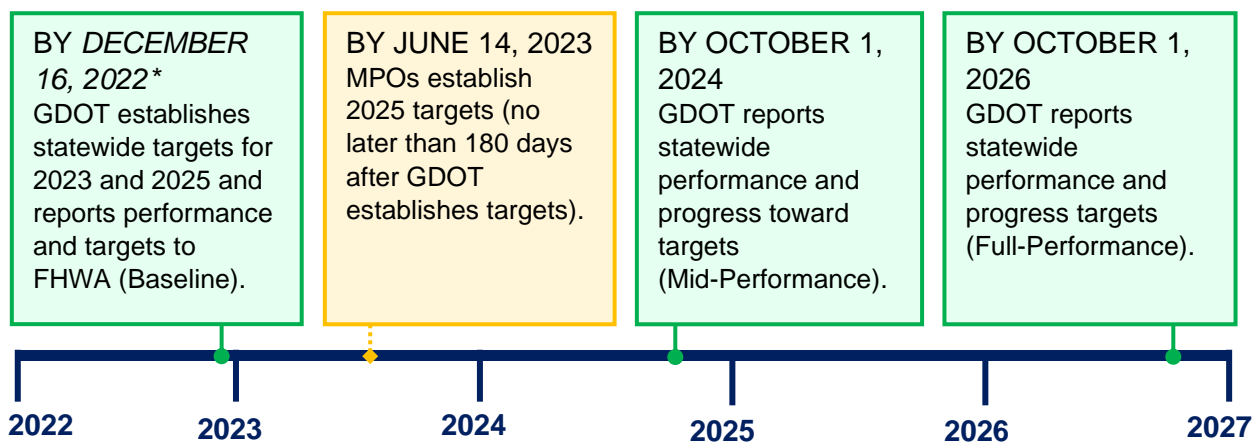 BY DECEMBER
16, 2022*
GDOT establishes
statewide targets for
2023 and 2025 and
reports performance
and targets to
FHWA (Baseline).
BY JUNE 14, 2023
MPOs establish
2025 targets (no
later than 180 days
after GDOT
establishes targets).
BY OCTOBER 1,
2024
GDOT reports
statewide
performance and
progress toward
targets
(Mid-Performance).
BY OCTOBER 1,
2026
GDOT reports
statewide
performance and
progress targets
(Full-Performance).
2022 2023 2024 2025 2026 2027